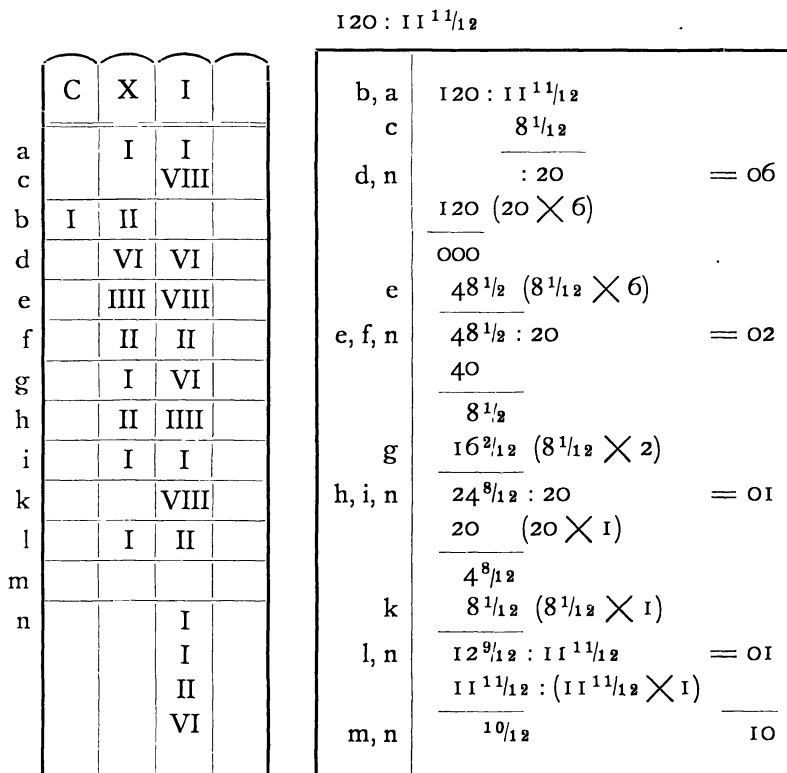 120 : 11 11/12
C X I
a I I
c VIII
b I II
d VI VI
e IIII VIII
f II II
g I VI
h II IIII
i I I
k VIII
l I II
m
n I
I
II
VI
b, a 120 : 11 11/12
c 8 1/12
d, n : 20 = 06
120 (20 × 6)
000
e 48 1/2 (8 1/12 × 6)
e, f, n 48 1/2 : 20 = 02
40
8 1/2
g 16 2/12 (8 1/12 × 2)
h, i, n 24 8/12 : 20 = 01
20 (20 × 1)
4 8/12
k 8 1/12 (8 1/12 × 1)
l, n 12 9/12 : 11 11/12 = 01
11 11/12 : (11 11/12 × 1)
m, n 10/12 10